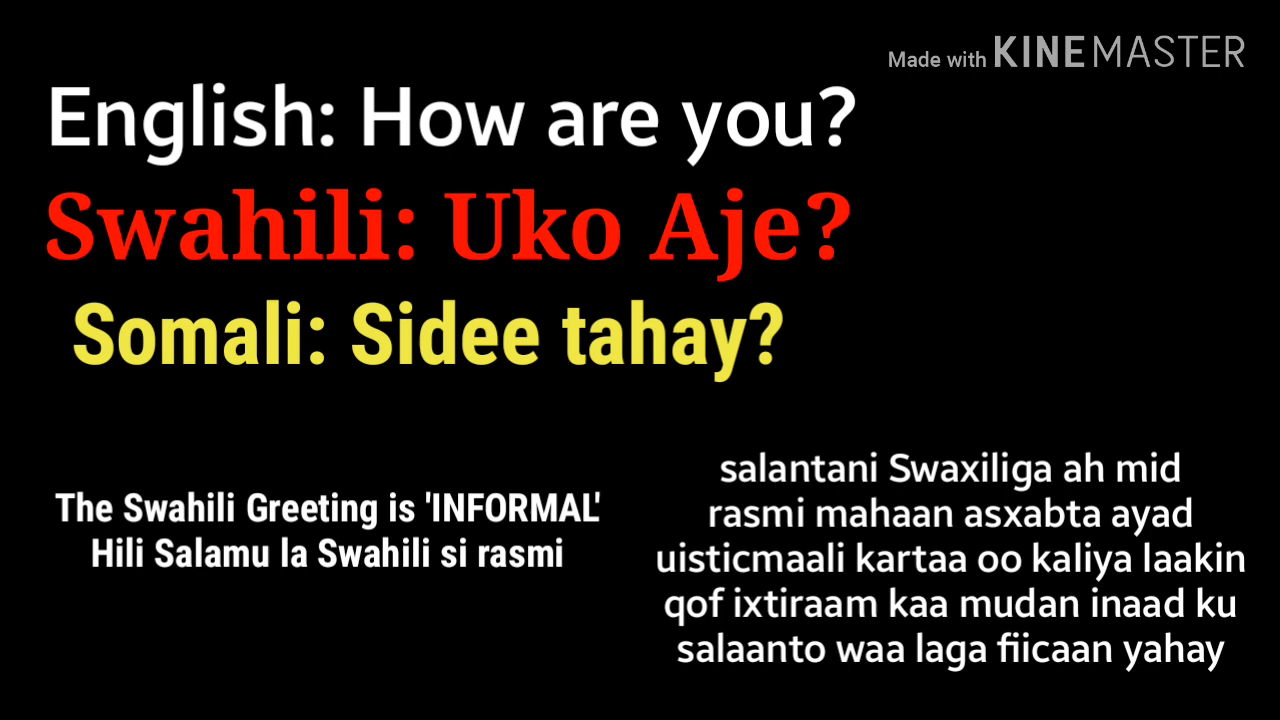 Made with KINEMASTER
English: How are you?
Swahili: Uko Aje?
Somali: Sidee tahay?
The Swahili Greeting is 'INFORMAL'
Hili Salamu la Swahili si rasmi
salantani Swaxiliga ah mid
rasmi mahaan asxabta ayad
uisticmaali kartaa oo kaliya laakin
qof ixtiraam kaa mudan inaad ku
salaanto waa laga fiicaan yahay